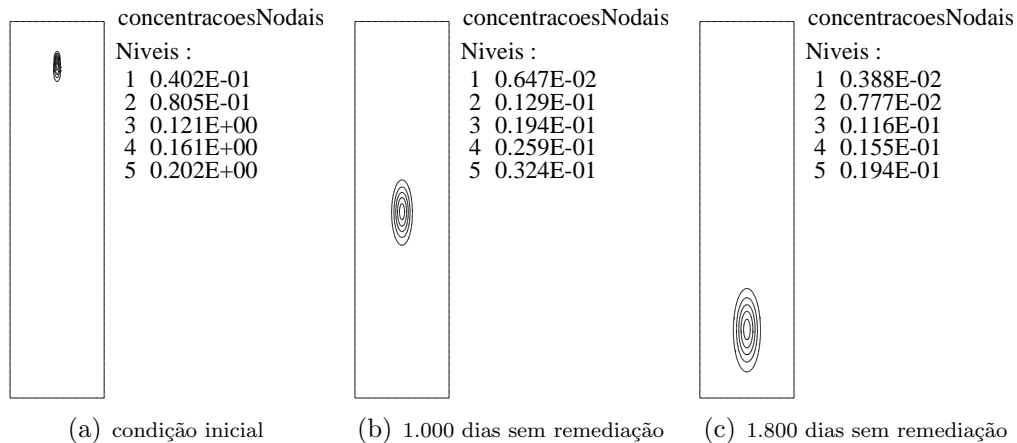 concentracoesNodais
Niveis :
1 0.402E-01
2 0.805E-01
3 0.121E+00
4 0.161E+00
5 0.202E+00
(a) condição inicial
concentracoesNodais
Niveis :
1 0.647E-02
2 0.129E-01
3 0.194E-01
4 0.259E-01
5 0.324E-01
(b) 1.000 dias sem remediação
concentracoesNodais
Niveis :
1 0.388E-02
2 0.777E-02
3 0.116E-01
4 0.155E-01
5 0.194E-01
(c) 1.800 dias sem remediação